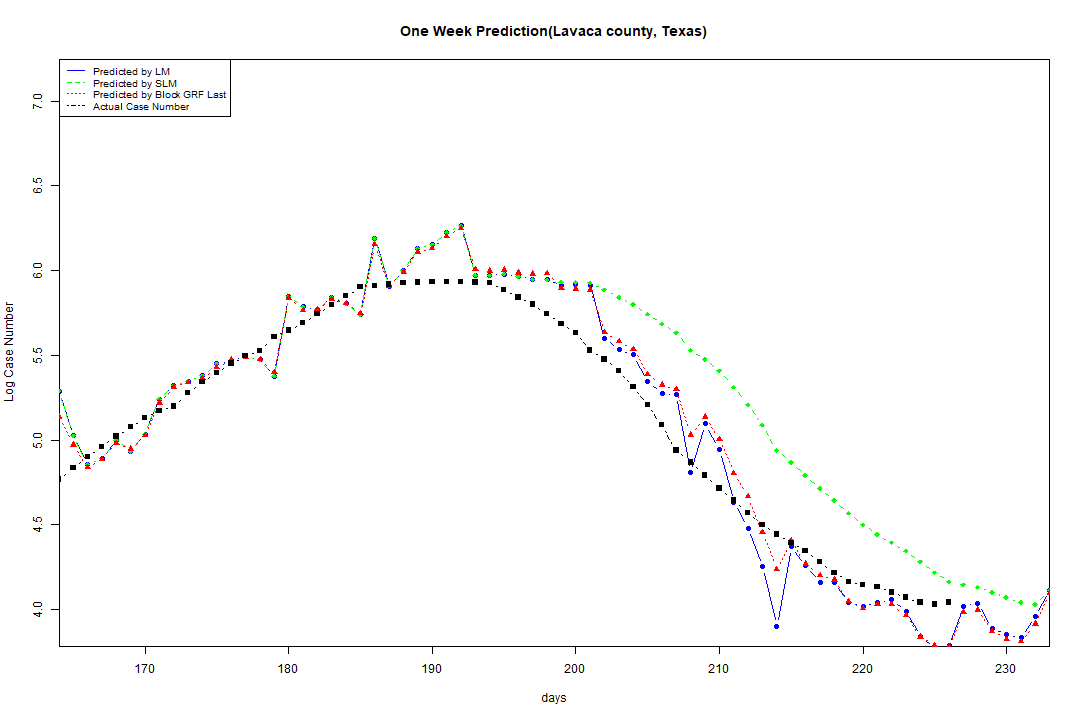 One Week Prediction(Lavaca county, Texas)
Predicted by LM
Predicted by SLM
Predicted by Block GRF Last
Actual Case Number
7.0
6.5
6.0
5.5
5.0
4.5
4.0
Log Case Number
170 180 190 200 210 220 230
days